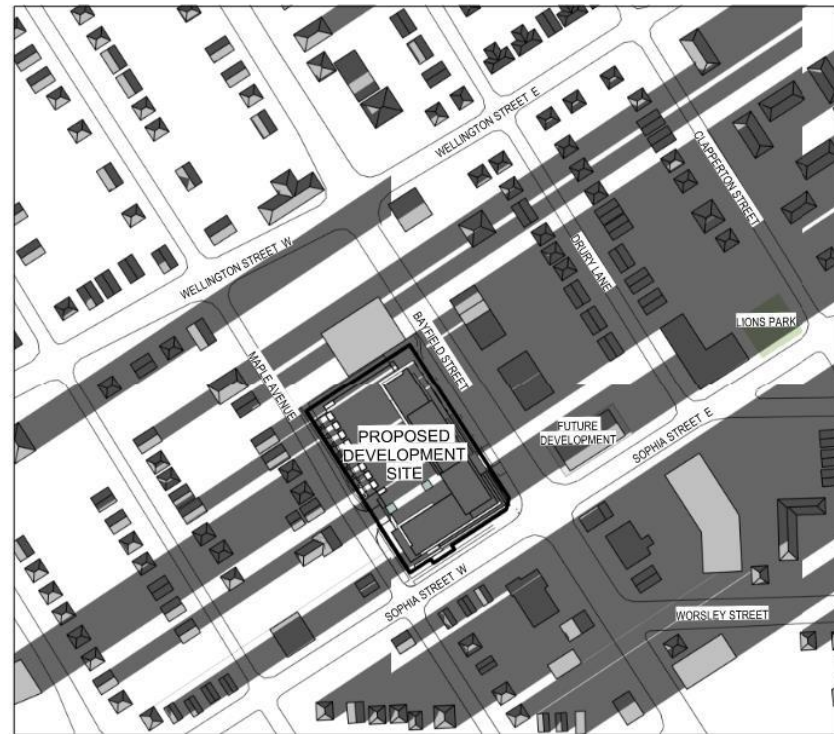 WELLINGTON STREET E
CLAPPERTON STREET
WELLINGTON STREET W
DRURY LANE
BAYFIELD STREET
LIONS PARK
MAPLE AVENUE
PROPOSED
DEVELOPMENT
SITE
FUTURE
DEVELOPMENT
SOPHIA STREET E
SOPHIA STREET W
WORSLEY STREET